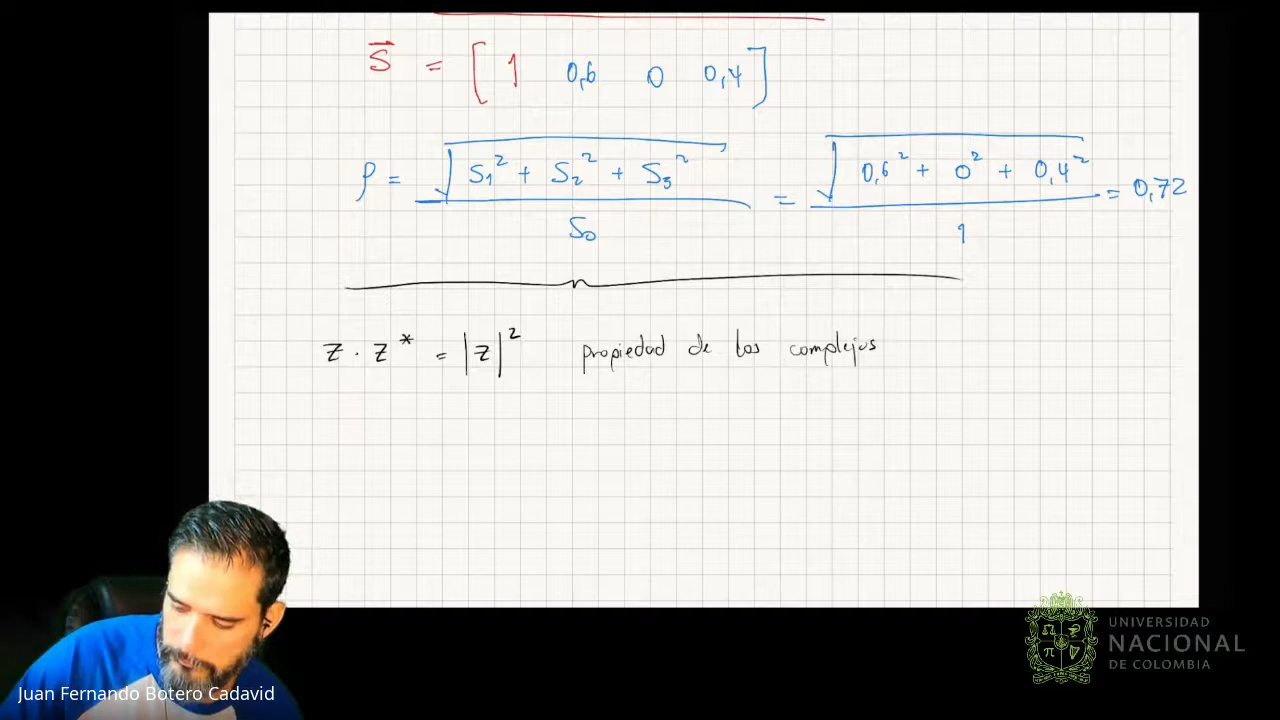 S⃗ = [ 1 0,6 0 0,4 ]
ρ = √(S₁² + S₂² + S₃²) / S₀ = √(0,6² + 0² + 0,4²) / 1 = 0,72
z · z* = |z|² propiedad de los complejos
UNIVERSIDAD
NACIONAL
DE COLOMBIA
Juan Fernando Botero Cadavid